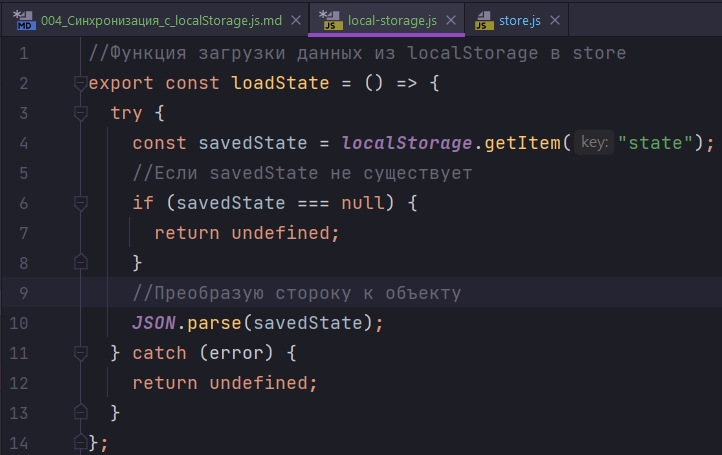 004_Синхронизация_с_localStorage.js.md local-storage.js store.js
1 //Функция загрузки данных из localStorage в store
2 export const loadState = () => {
3 try {
4 const savedState = localStorage.getItem( key: "state");
5 //Если savedState не существует
6 if (savedState === null) {
7 return undefined;
8 }
9 //Преобразую стороку к объекту
10 JSON.parse(savedState);
11 } catch (error) {
12 return undefined;
13 }
14 };